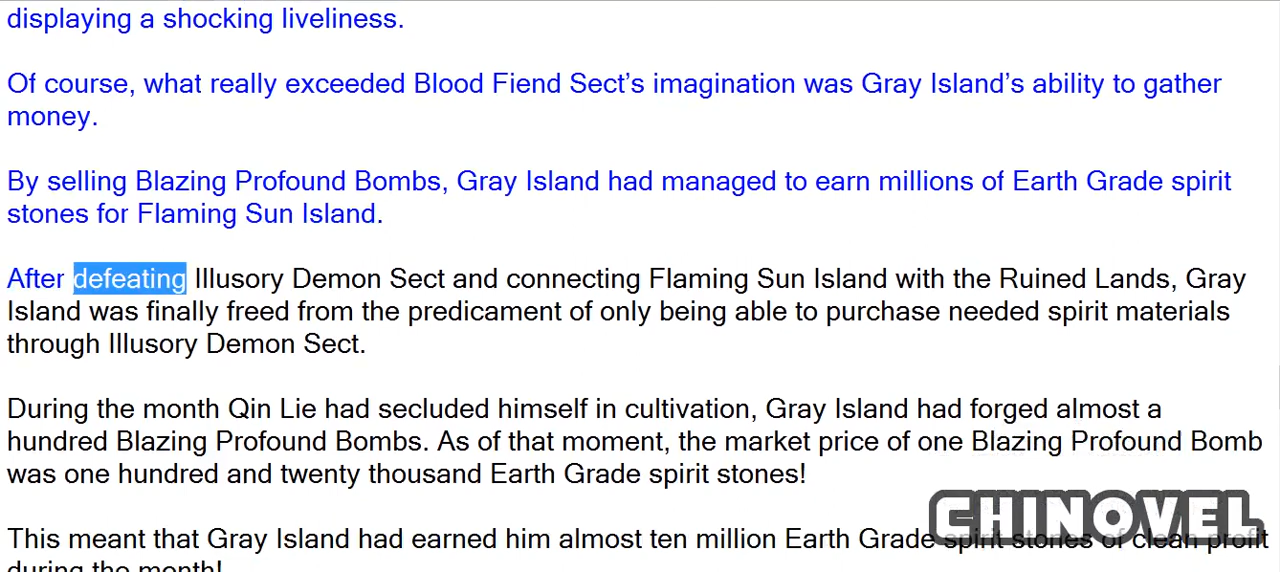 displaying a shocking liveliness.
Of course, what really exceeded Blood Fiend Sect’s imagination was Gray Island’s ability to gather
money.
By selling Blazing Profound Bombs, Gray Island had managed to earn millions of Earth Grade spirit
stones for Flaming Sun Island.
After defeating Illusory Demon Sect and connecting Flaming Sun Island with the Ruined Lands, Gray
Island was finally freed from the predicament of only being able to purchase needed spirit materials
through Illusory Demon Sect.
During the month Qin Lie had secluded himself in cultivation, Gray Island had forged almost a
hundred Blazing Profound Bombs. As of that moment, the market price of one Blazing Profound Bomb
was one hundred and twenty thousand Earth Grade spirit stones!
This meant that Gray Island had earned him almost ten million Earth Grade spirit stones of clean profit
during the month!
CHINOVEL